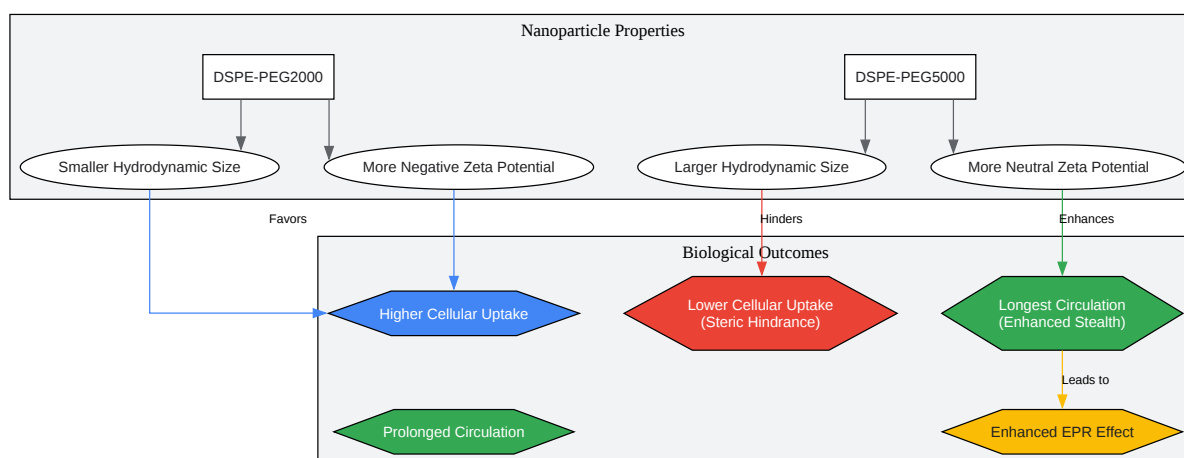 Nanoparticle Properties
DSPE-PEG2000
DSPE-PEG5000
Smaller Hydrodynamic Size
More Negative Zeta Potential
Larger Hydrodynamic Size
More Neutral Zeta Potential
Favors
Hinders
Enhances
Biological Outcomes
Higher Cellular Uptake
Lower Cellular Uptake
(Steric Hindrance)
Longest Circulation
(Enhanced Stealth)
Leads to
Prolonged Circulation
Enhanced EPR Effect